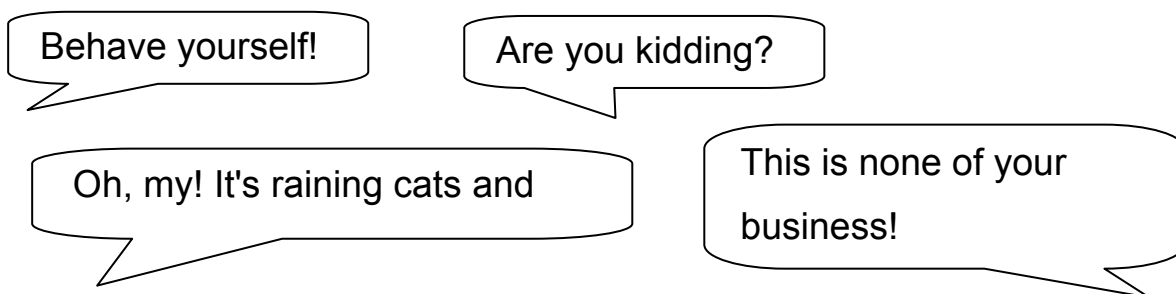 Behave yourself!
Are you kidding?
Oh, my! It's raining cats and
This is none of your
business!